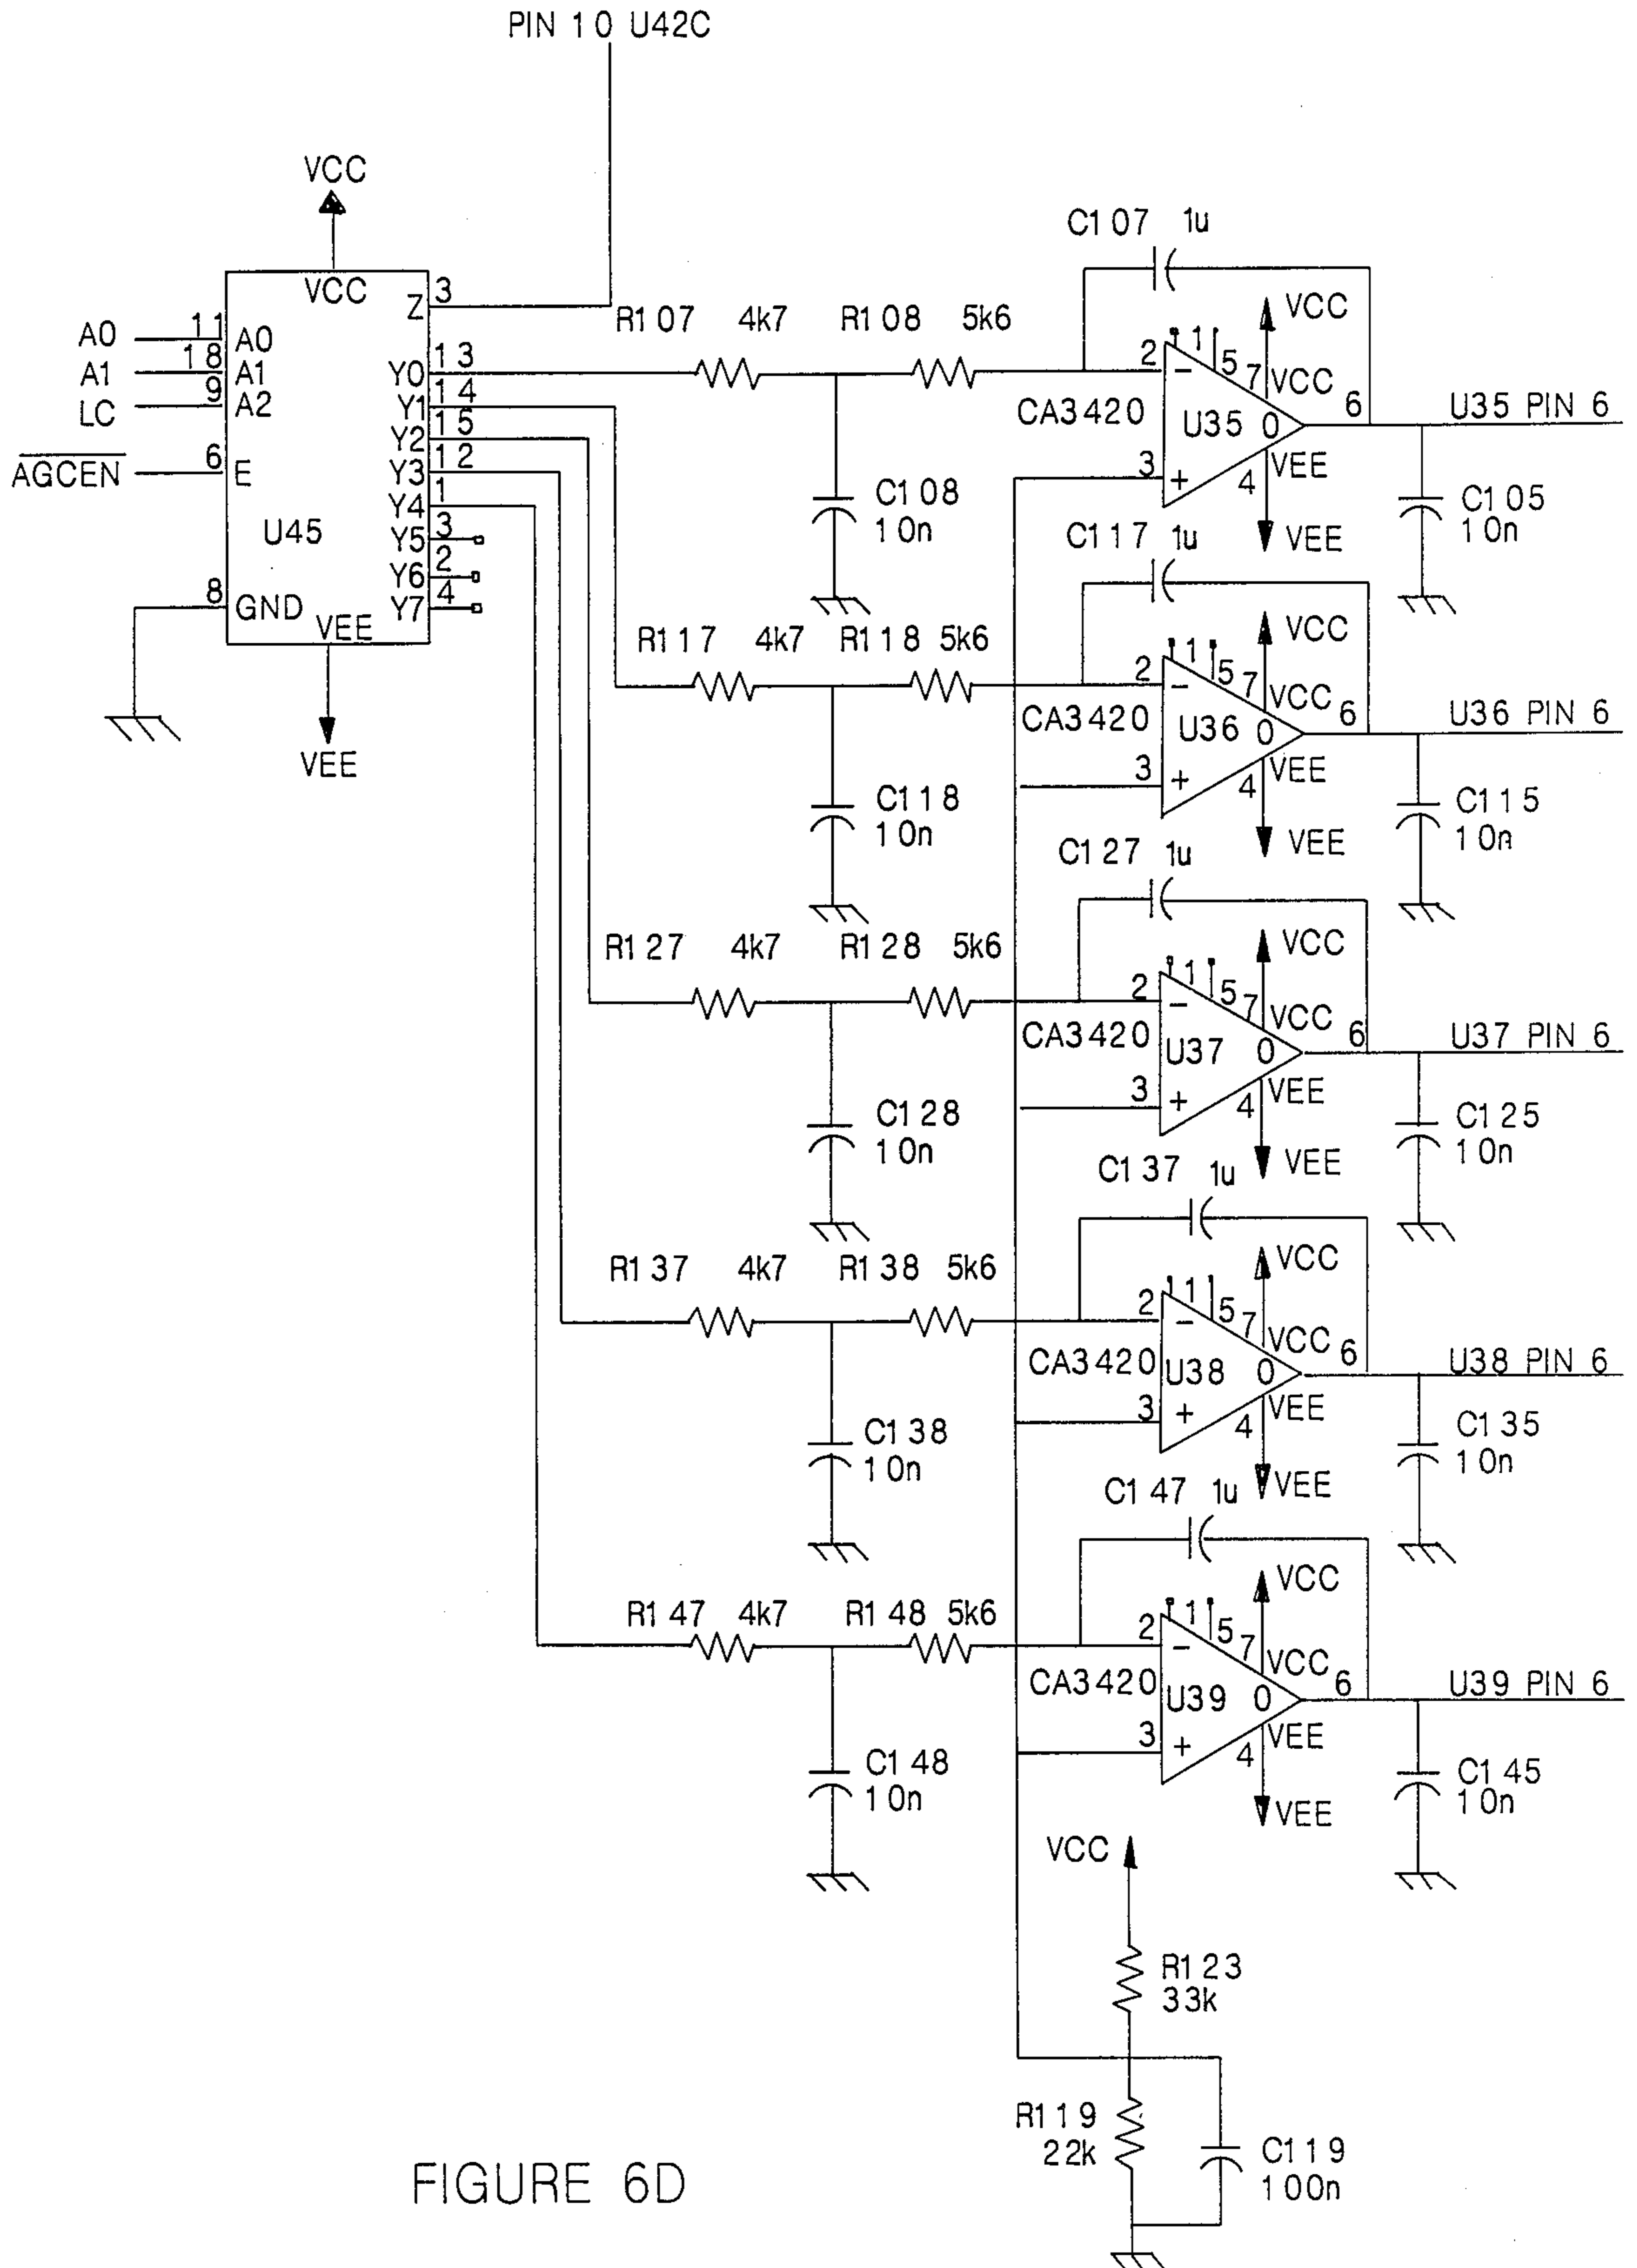 PIN 10 U42C
VCC
VCC
Z 3
A0 11 A0
A1 18 A1
LC 9 A2
AGCEN 6 E
U45
8 GND
VEE
VEE
Y0 13
Y1 14
Y2 15
Y3 12
Y4 1
Y5 3
Y6 2
Y7 4
C107 1u
R107 4k7 R108 5k6
C108
10n
CA3420
U35
2 −
3 +
1 5 7
VCC
VCC
0 6
4 VEE
VEE
U35 PIN 6
C105
10n
C117 1u
R117 4k7 R118 5k6
C118
10n
CA3420
U36
2 −
3 +
1 5 7
VCC
VCC
0 6
4 VEE
VEE
U36 PIN 6
C115
10n
C127 1u
R127 4k7 R128 5k6
C128
10n
CA3420
U37
2 −
3 +
1 5 7
VCC
VCC
0 6
4 VEE
VEE
U37 PIN 6
C125
10n
C137 1u
R137 4k7 R138 5k6
C138
10n
CA3420
U38
2 −
3 +
1 5 7
VCC
VCC
0 6
4 VEE
VEE
U38 PIN 6
C135
10n
C147 1u
R147 4k7 R148 5k6
C148
10n
CA3420
U39
2 −
3 +
1 5 7
VCC
VCC
0 6
4 VEE
VEE
U39 PIN 6
C145
10n
VCC
R123
33k
R119
22k
C119
100n
FIGURE 6D